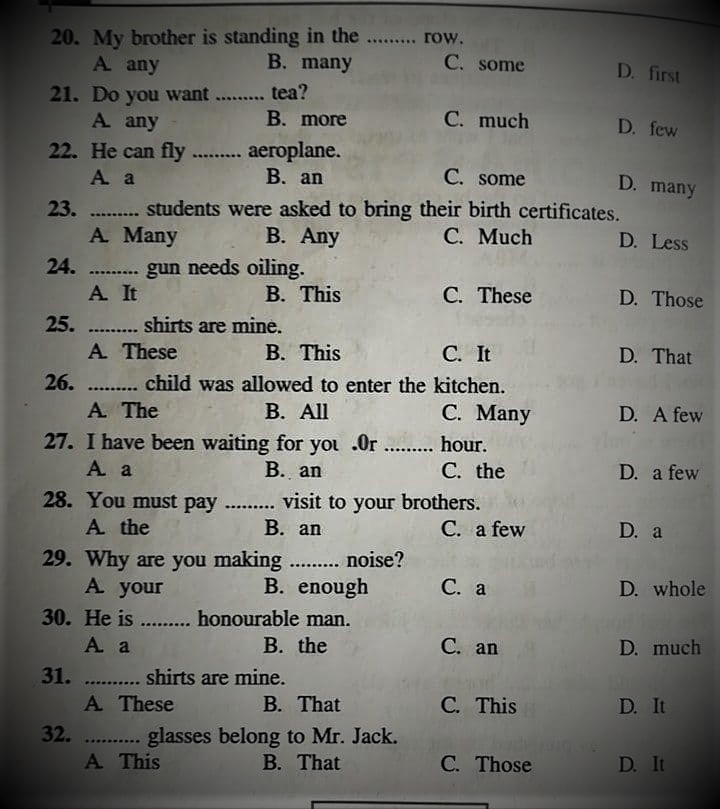 20. My brother is standing in the ......... row.
A. any B. many C. some D. first
21. Do you want ......... tea?
A. any B. more C. much D. few
22. He can fly ......... aeroplane.
A. a B. an C. some D. many
23. ......... students were asked to bring their birth certificates.
A. Many B. Any C. Much D. Less
24. ......... gun needs oiling.
A. It B. This C. These D. Those
25. ......... shirts are mine.
A. These B. This C. It D. That
26. ......... child was allowed to enter the kitchen.
A. The B. All C. Many D. A few
27. I have been waiting for you .0r ......... hour.
A. a B. an C. the D. a few
28. You must pay ......... visit to your brothers.
A. the B. an C. a few D. a
29. Why are you making ......... noise?
A. your B. enough C. a D. whole
30. He is ......... honourable man.
A. a B. the C. an D. much
31. .......... shirts are mine.
A. These B. That C. This D. It
32. .......... glasses belong to Mr. Jack.
A. This B. That C. Those D. It